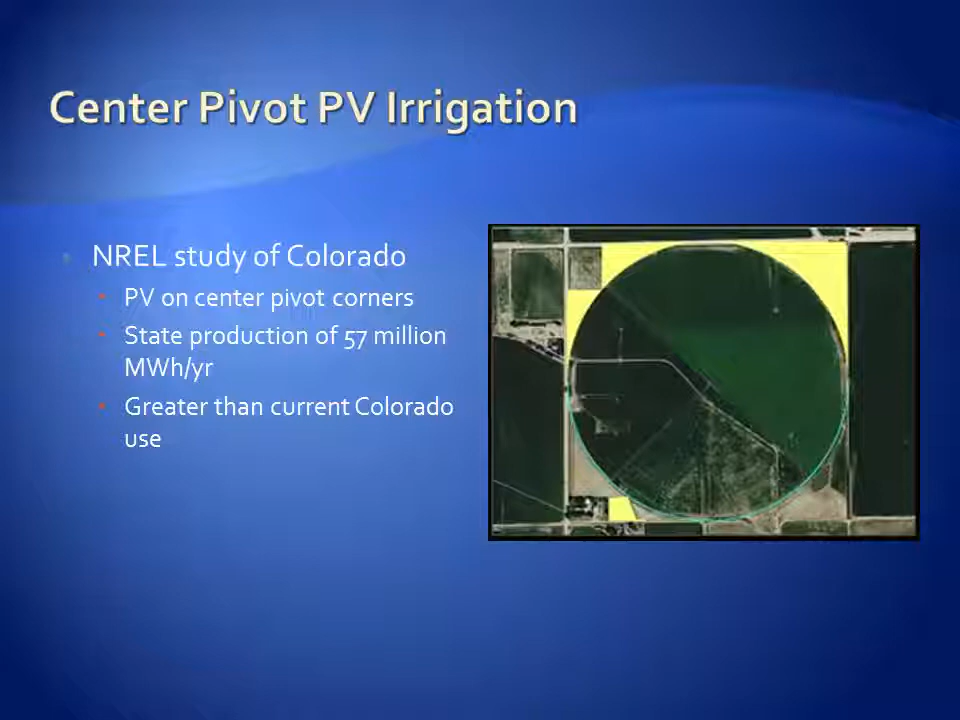 Center Pivot PV Irrigation
NREL study of Colorado
PV on center pivot corners
State production of 57 million
MWh/yr
Greater than current Colorado
use